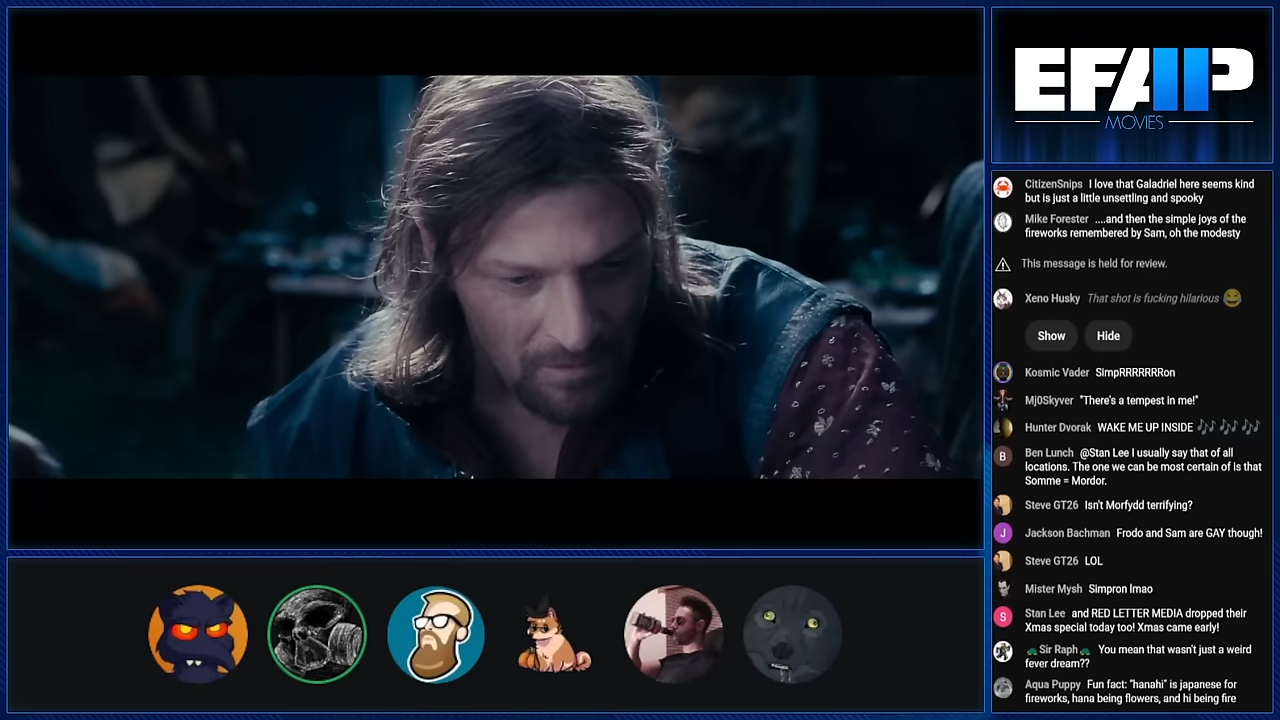 EFAP
MOVIES
CitizenSnips I love that Galadriel here seems kind
but is just a little unsettling and spooky
Mike Forester ....and then the simple joys of the
fireworks remembered by Sam, oh the modesty
This message is held for review.
Xeno Husky That shot is fucking hilarious 😂
Show Hide
Kosmic Vader SimpRRRRRRRon
Mj0Skyver "There's a tempest in me!"
Hunter Dvorak WAKE ME UP INSIDE 🎶 🎶 🎶
B
Ben Lunch @Stan Lee I usually say that of all
locations. The one we can be most certain of is that
Somme = Mordor.
Steve GT26 Isn't Morfydd terrifying?
J
Jackson Bachman Frodo and Sam are GAY though!
Steve GT26 LOL
Mister Mysh Simpron lmao
S
Stan Lee and RED LETTER MEDIA dropped their
Xmas special today too! Xmas came early!
🐢Sir Raph🐢 You mean that wasn't just a weird
fever dream??
Aqua Puppy Fun fact: "hanahi" is japanese for
fireworks, hana being flowers, and hi being fire